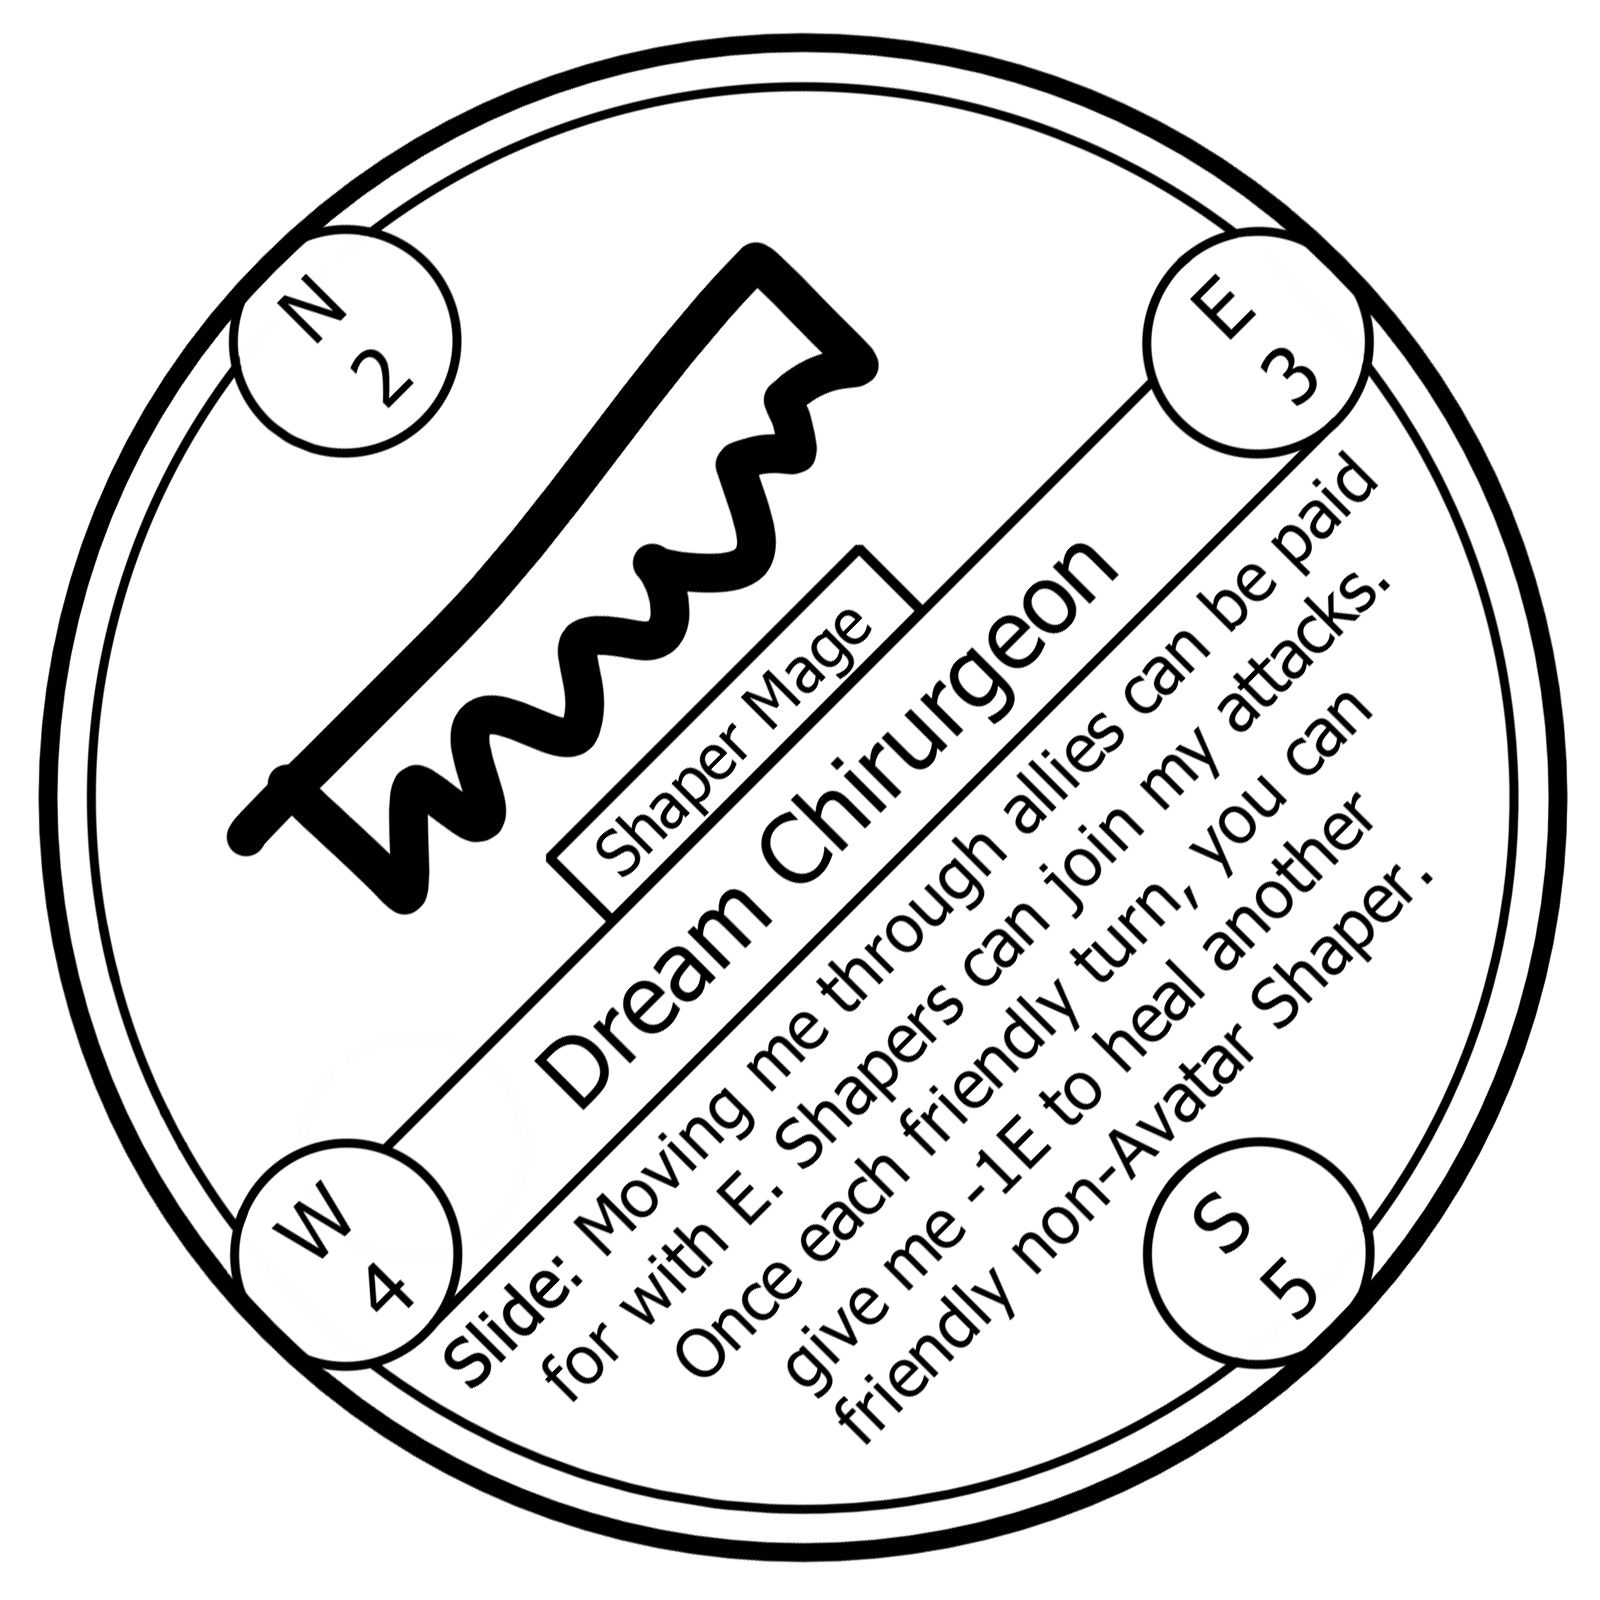 N
2
E
3
Shaper Mage
Dream Chirurgeon
Slide: Moving me through allies can be paid
for with E. Shapers can join my attacks.
Once each friendly turn, you can
give me -1E to heal another
friendly non-Avatar Shaper.
W
4
S
5